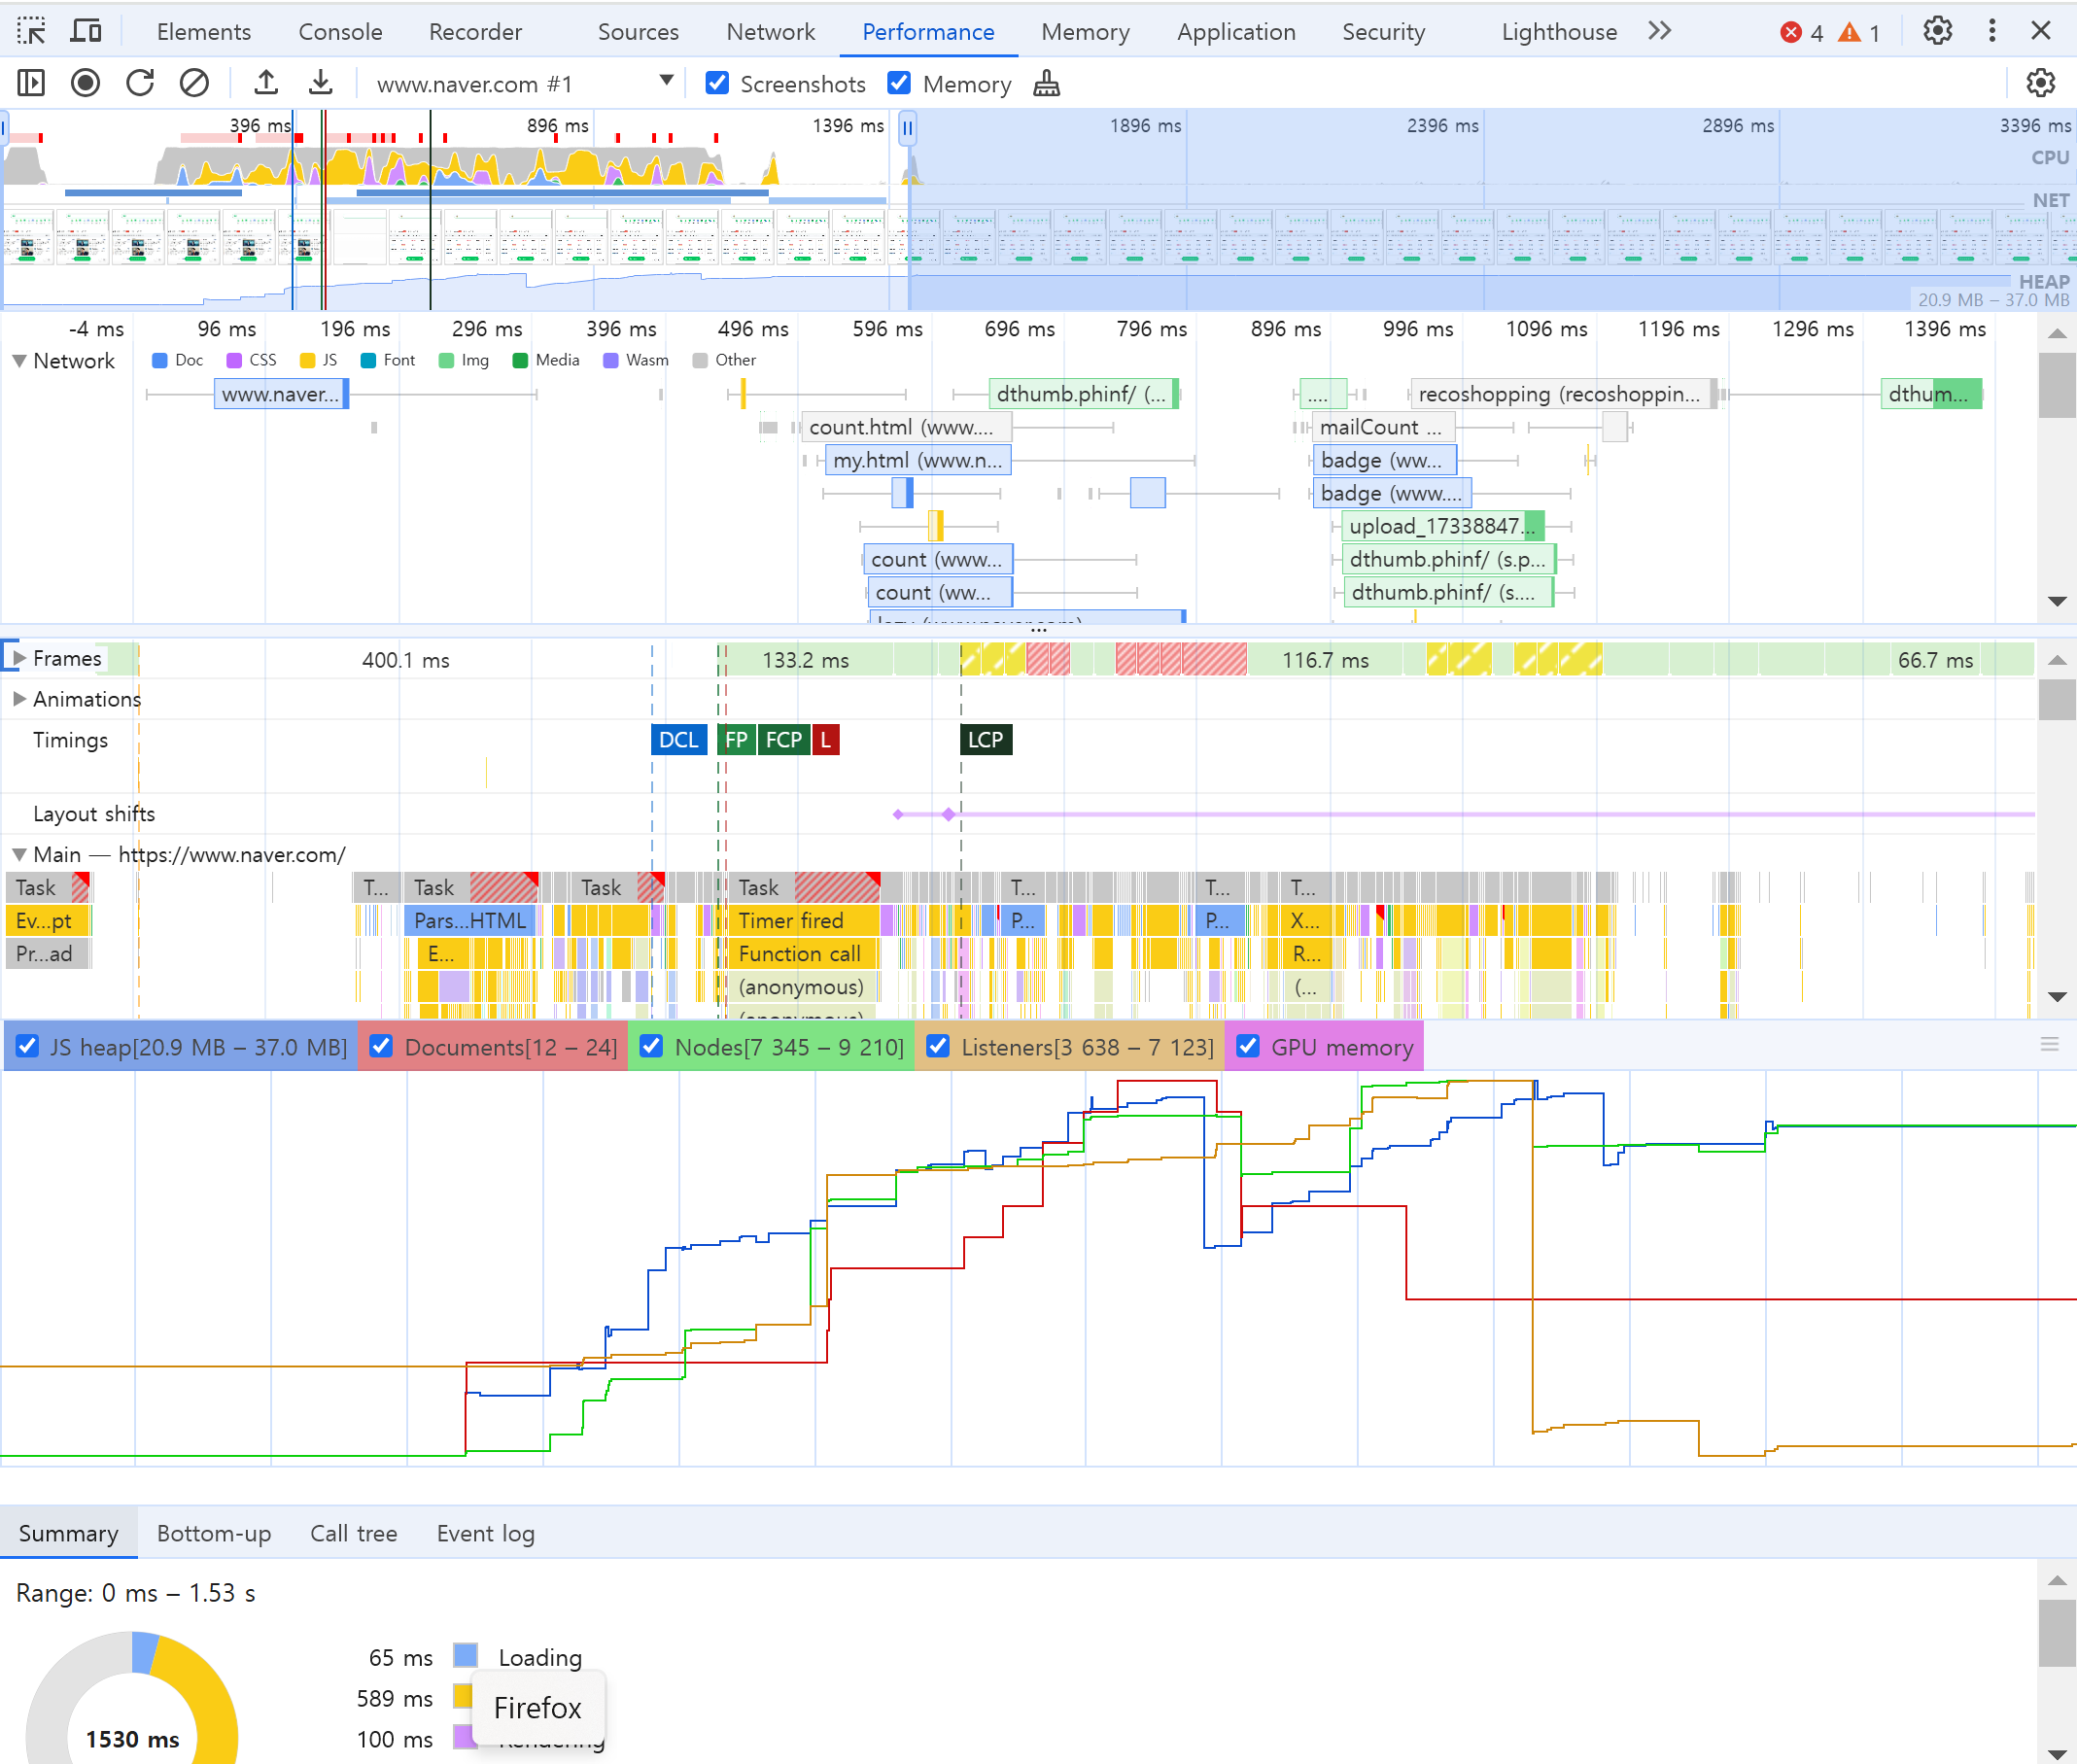 Elements Console Recorder Sources Network Performance Memory Application Security Lighthouse 4 1
www.naver.com #1 Screenshots Memory
396 ms 896 ms 1396 ms 1896 ms 2396 ms 2896 ms 3396 ms
CPU
NET
HEAP
20.9 MB – 37.0 MB
-4 ms 96 ms 196 ms 296 ms 396 ms 496 ms 596 ms 696 ms 796 ms 896 ms 996 ms 1096 ms 1196 ms 1296 ms 1396 ms
Network Doc CSS JS Font Img Media Wasm Other
www.naver... dthumb.phinf/ (... .... recoshopping (recoshoppin... dthum...
count.html (www.... mailCount ...
my.html (www.n... badge (ww...
badge (www....
upload_17338847...
count (www... dthumb.phinf/ (s.p...
count (ww... dthumb.phinf/ (s....
lazy (www.naver.com)
...
Frames 400.1 ms 133.2 ms 116.7 ms 66.7 ms
Animations
Timings DCL FP FCP L LCP
Layout shifts
Main — https://www.naver.com/
Task T... Task Task Task T... T... T...
Ev...pt Pars...HTML Timer fired P... P... X...
Pr...ad E... Function call R...
(anonymous) (...
(anonymous)
JS heap[20.9 MB – 37.0 MB] Documents[12 – 24] Nodes[7 345 – 9 210] Listeners[3 638 – 7 123] GPU memory
Summary Bottom-up Call tree Event log
Range: 0 ms – 1.53 s
65 ms Loading
589 ms
Firefox
100 ms Rendering
1530 ms